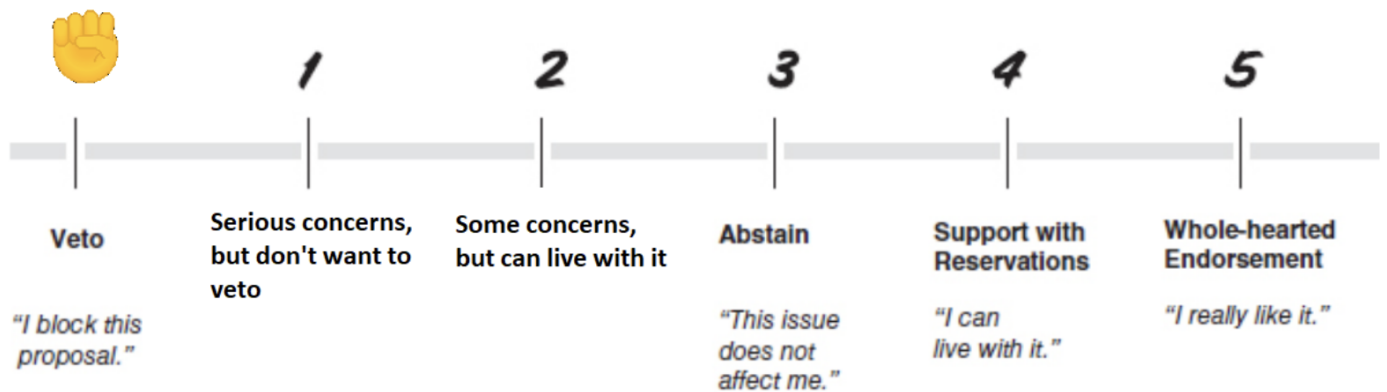 1 2 3 4 5
Veto
"I block this
proposal."
Serious concerns,
but don't want to
veto
Some concerns,
but can live with it
Abstain
"This issue
does not
affect me."
Support with
Reservations
"I can
live with it."
Whole-hearted
Endorsement
"I really like it."